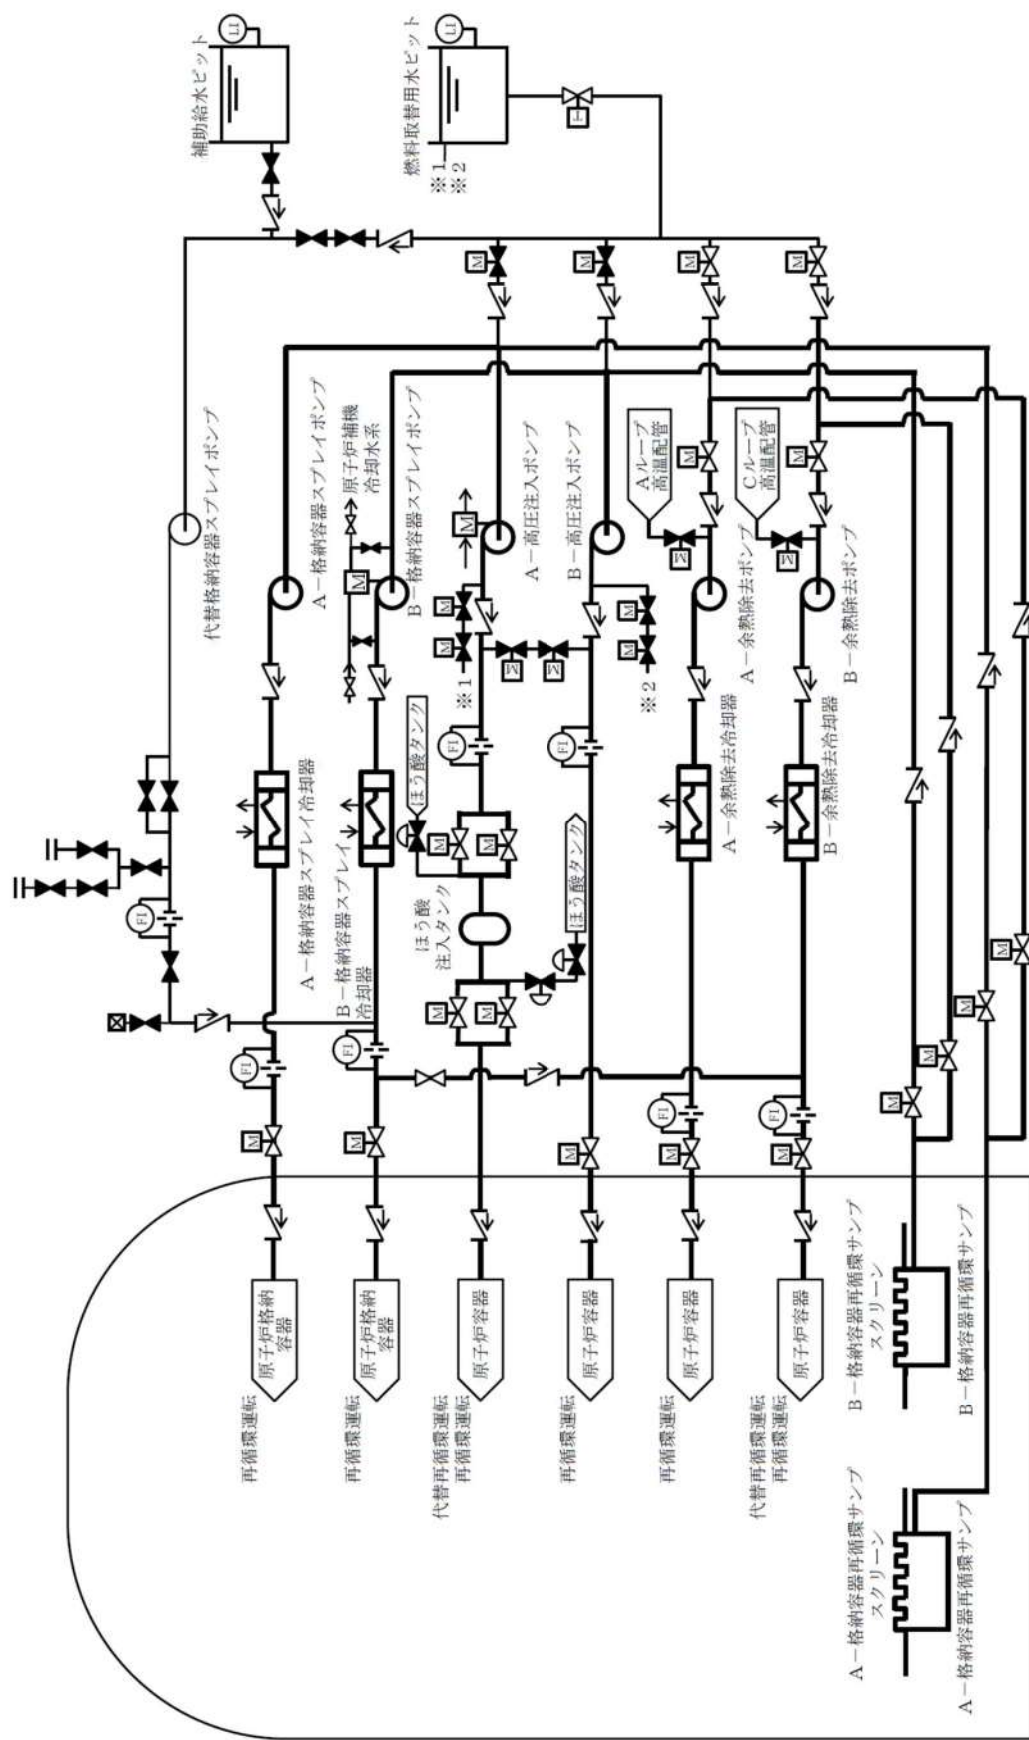 補助給水ピット
LI
燃料取替用水ピット
LI
※1
※2
T
代替格納容器スプレイポンプ
FI
A－格納容器スプレイポンプ
原子炉補機
冷却水系
M
B－格納容器スプレイポンプ
M
M
A－高圧注入ポンプ
M
M
※1
M
B－高圧注入ポンプ
M
M
※2
M
M
M
Aループ
高温配管
M
M
A－余熱除去ポンプ
M
Cループ
高温配管
M
M
B－余熱除去ポンプ
A－格納容器スプレイ冷却器
B－格納容器スプレイ
冷却器
ほう酸タンク
FI
M
M
ほう酸
注入タンク
M
M
FI
ほう酸タンク
A－余熱除去冷却器
B－余熱除去冷却器
FI
M
FI
M
M
FI
M
FI
M
M
M
M
M
原子炉格納
容器
再循環運転
原子炉格納
容器
再循環運転
原子炉容器
代替再循環運転
再循環運転
原子炉容器
再循環運転
原子炉容器
再循環運転
原子炉容器
代替再循環運転
再循環運転
B－格納容器再循環サンプ
スクリーン
B－格納容器再循環サンプ
A－格納容器再循環サンプ
スクリーン
A－格納容器再循環サンプ